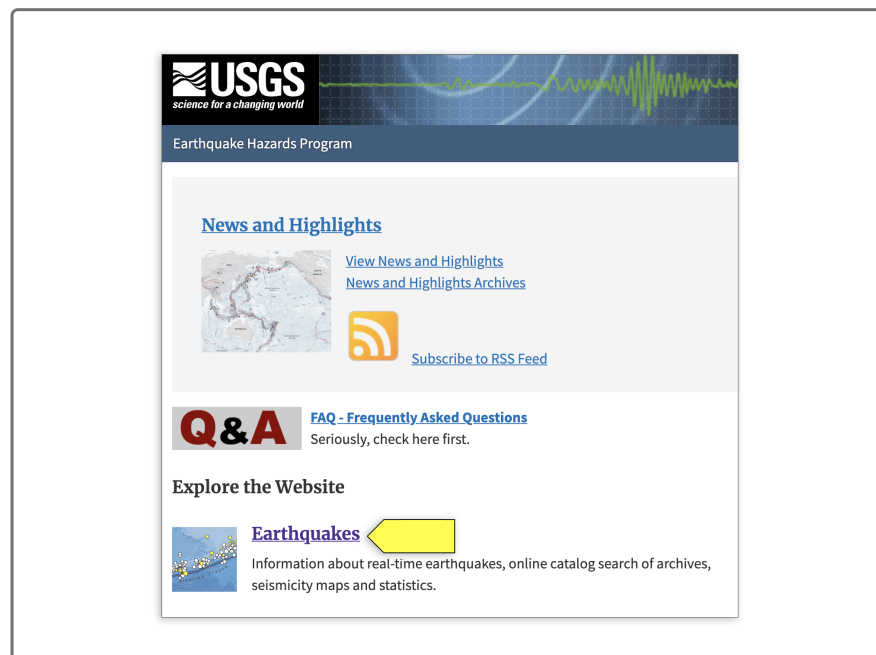 USGS
science for a changing world
Earthquake Hazards Program
News and Highlights
View News and Highlights
News and Highlights Archives
Subscribe to RSS Feed
Q&A
FAQ - Frequently Asked Questions
Seriously, check here first.
Explore the Website
Earthquakes
Information about real-time earthquakes, online catalog search of archives,
seismicity maps and statistics.